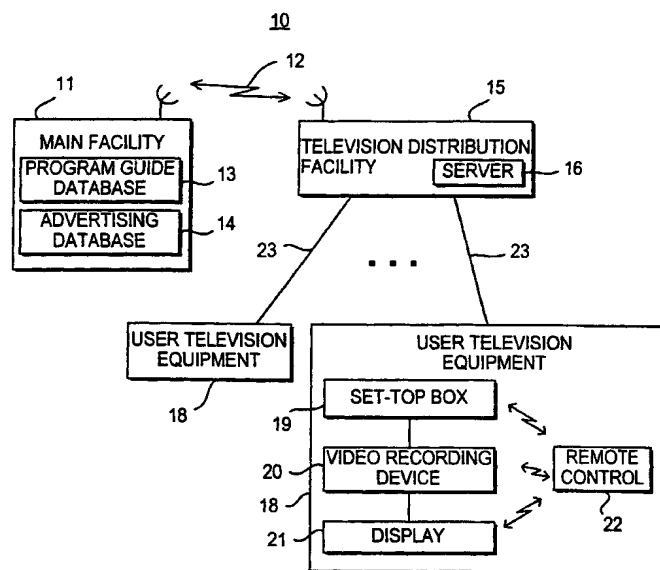 10
12
11
15
MAIN FACILITY
PROGRAM GUIDE
DATABASE
13
ADVERTISING
DATABASE
14
TELEVISION DISTRIBUTION
FACILITY
SERVER
16
23
23
USER TELEVISION
EQUIPMENT
18
USER TELEVISION
EQUIPMENT
SET-TOP BOX
19
VIDEO RECORDING
DEVICE
20
18
DISPLAY
21
REMOTE
CONTROL
22